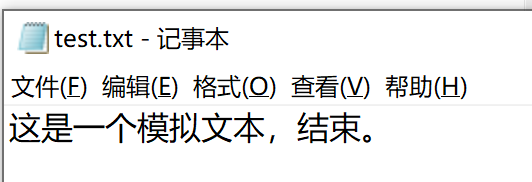 test.txt - 记事本
文件(F) 编辑(E) 格式(O) 查看(V) 帮助(H)
这是一个模拟文本，结束。